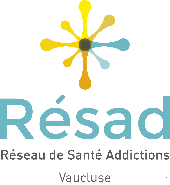 Résad
Réseau de Santé Addictions
Vaucluse